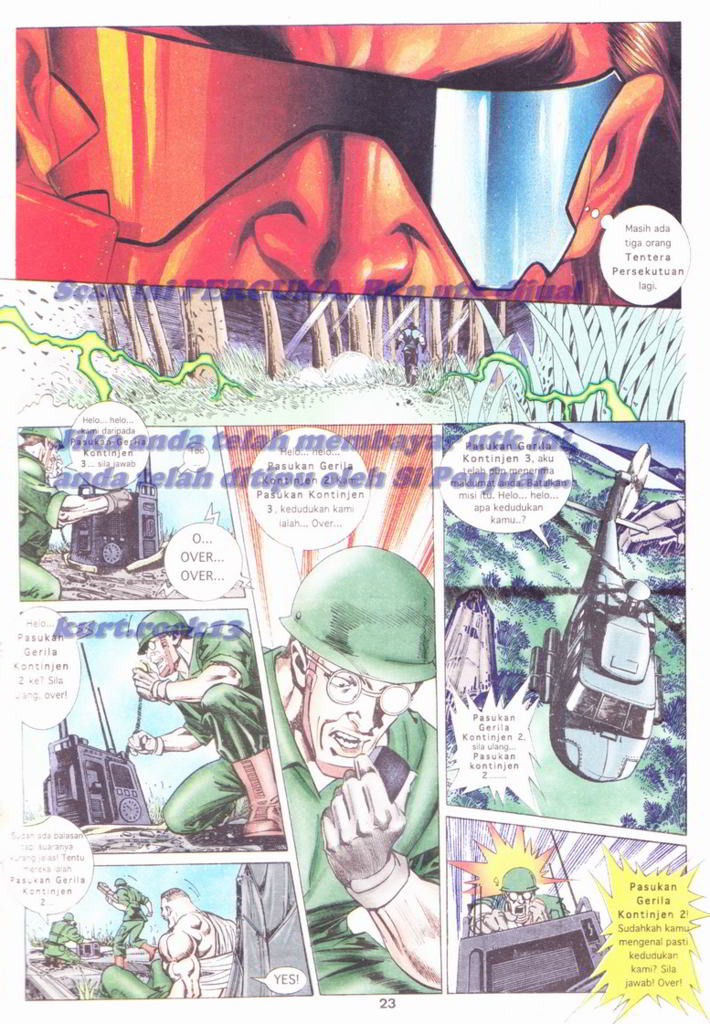 Masih ada
tiga orang
Tentera
Persekutuan
lagi.
Helo... helo...
kami daripada
Pasukan Gerila
Kontinjen
3... sila jawab
O...
OVER...
OVER...
Helo... helo...
Pasukan Gerila
Kontinjen 2! Kami
Pasukan Kontinjen
3, kedudukan kami
ialah... Over...
Pasukan Gerila
Kontinjen 3, aku
telah pun menerima
maklumat anda. Batalkan
misi itu. Helo... helo...
apa kedudukan
kamu..?
Helo...
Pasukan
Gerila
Kontinjen
2 ke? Sila
ulang, over!
Pasukan
Gerila
Kontinjen 2,
sila ulang...
Pasukan
kontinjen
2......
Sudah ada balasan
tapi suaranya
kurang jelas! Tentu
mereka ialah
Pasukan Gerila
Kontinjen
2...
YES!
Pasukan
Gerila
Kontinjen 2!
Sudahkah kamu
mengenal pasti
kedudukan
kami? Sila
jawab! Over!
kurt.rock13
23